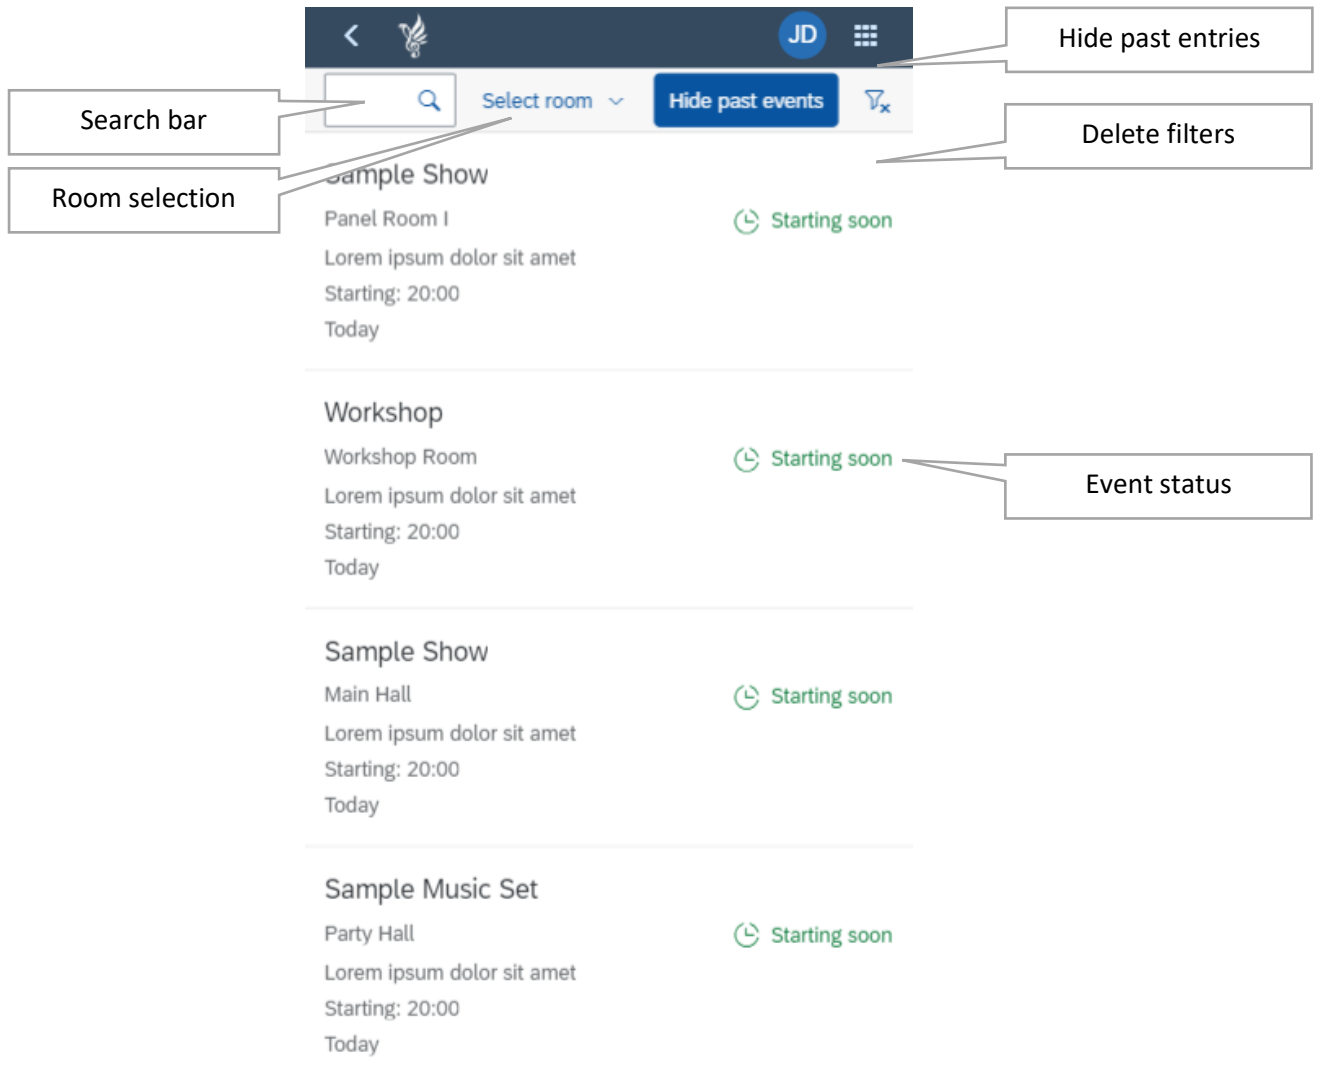 JD
Hide past entries
Search bar
Select room
Hide past events
Delete filters
Room selection
Sample Show
Panel Room I
Starting soon
Lorem ipsum dolor sit amet
Starting: 20:00
Today
Workshop
Workshop Room
Starting soon
Event status
Lorem ipsum dolor sit amet
Starting: 20:00
Today
Sample Show
Main Hall
Starting soon
Lorem ipsum dolor sit amet
Starting: 20:00
Today
Sample Music Set
Party Hall
Starting soon
Lorem ipsum dolor sit amet
Starting: 20:00
Today